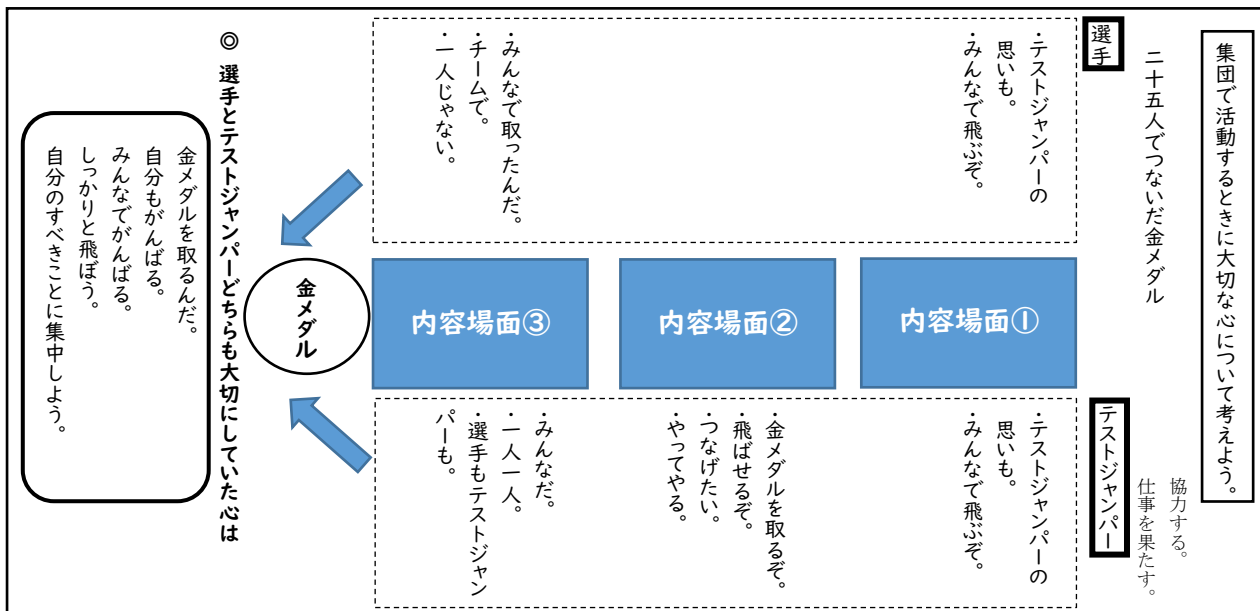 集団で活動するときに大切な心について考えよう。
協力する。
仕事を果たす。
二十五人でつないだ金メダル
選手
・テストジャンパーの
思いも。
・みんなで飛ぶぞ。
・みんなで取ったんだ。
・チームで。
・一人じゃない。
内容場面①
内容場面②
内容場面③
金メダル
テストジャンパー
・テストジャンパーの
思いも。
・みんなで飛ぶぞ。
・金メダルを取るぞ。
・飛ばせるぞ。
・つなげたい。
・やってやる。
・みんなだ。
・一人一人。
・選手もテストジャン
パーも。
◎ 選手とテストジャンパーどちらも大切にしていた心は
金メダルを取るんだ。
自分もがんばる。
みんなでがんばる。
しっかりと飛ぼう。
自分のすべきことに集中しよう。